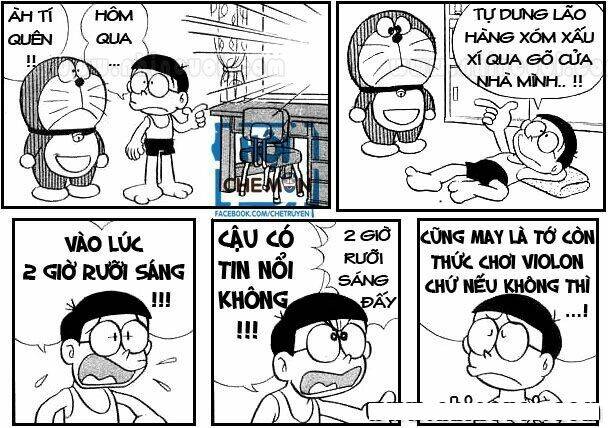 ÀH TÍ
QUÊN
!!
HÔM
QUA
...
TỰ DƯNG LÃO
HÀNG XÓM XẤU
XÍ QUA GÕ CỬA
NHÀ MÌNH.. !!
CHEMON
FACEBOOK.COM/CHETRUYEN
VÀO LÚC
2 GIỜ RƯỠI SÁNG
!!!
CẬU CÓ
TIN NỔI
KHÔNG
!!!
2 GIỜ
RƯỠI
SÁNG
ĐẤY
CŨNG MAY LÀ TỚ CÒN
THỨC CHƠI VIOLON
CHỨ NẾU KHÔNG THÌ
...!